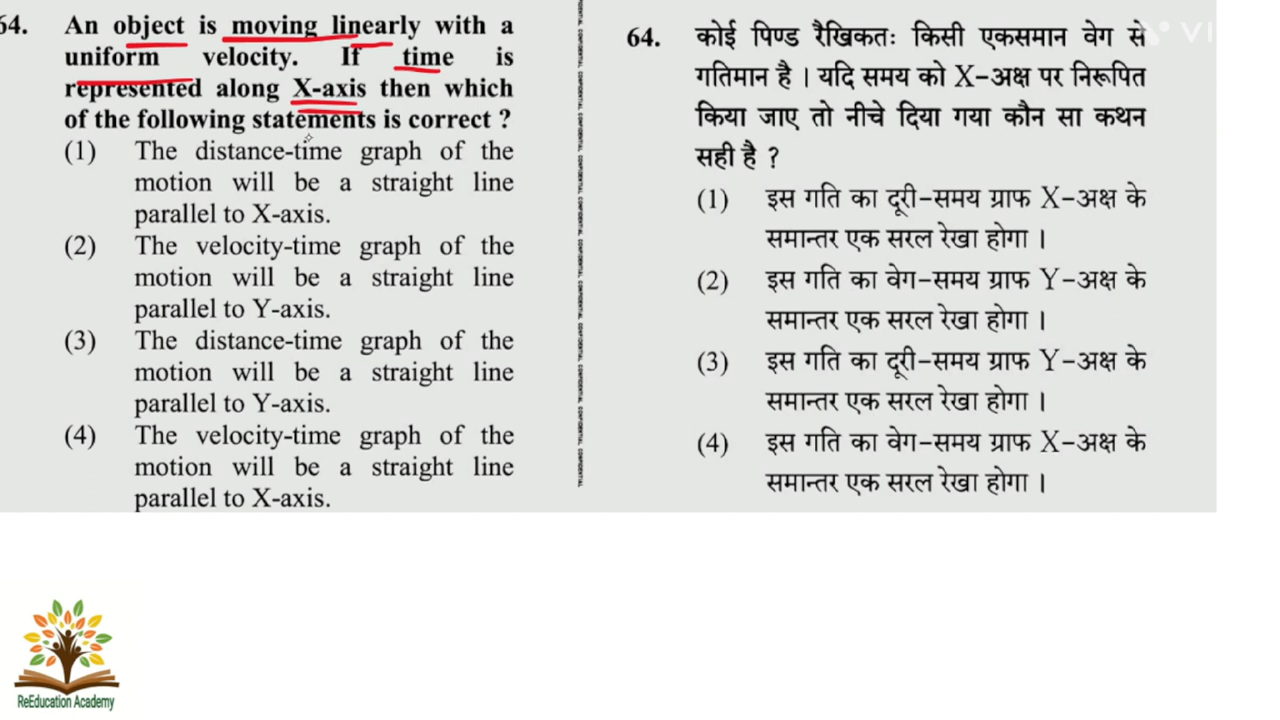 64. An object is moving linearly with a
uniform velocity. If time is
represented along X-axis then which
of the following statements is correct ?
(1) The distance-time graph of the
motion will be a straight line
parallel to X-axis.
(2) The velocity-time graph of the
motion will be a straight line
parallel to Y-axis.
(3) The distance-time graph of the
motion will be a straight line
parallel to Y-axis.
(4) The velocity-time graph of the
motion will be a straight line
parallel to X-axis.
64. कोई पिण्ड रैखिकतः किसी एकसमान वेग से
गतिमान है । यदि समय को X-अक्ष पर निरूपित
किया जाए तो नीचे दिया गया कौन सा कथन
सही है ?
(1) इस गति का दूरी-समय ग्राफ X-अक्ष के
समान्तर एक सरल रेखा होगा ।
(2) इस गति का वेग-समय ग्राफ Y-अक्ष के
समान्तर एक सरल रेखा होगा ।
(3) इस गति का दूरी-समय ग्राफ Y-अक्ष के
समान्तर एक सरल रेखा होगा ।
(4) इस गति का वेग-समय ग्राफ X-अक्ष के
समान्तर एक सरल रेखा होगा ।
ReEducation Academy